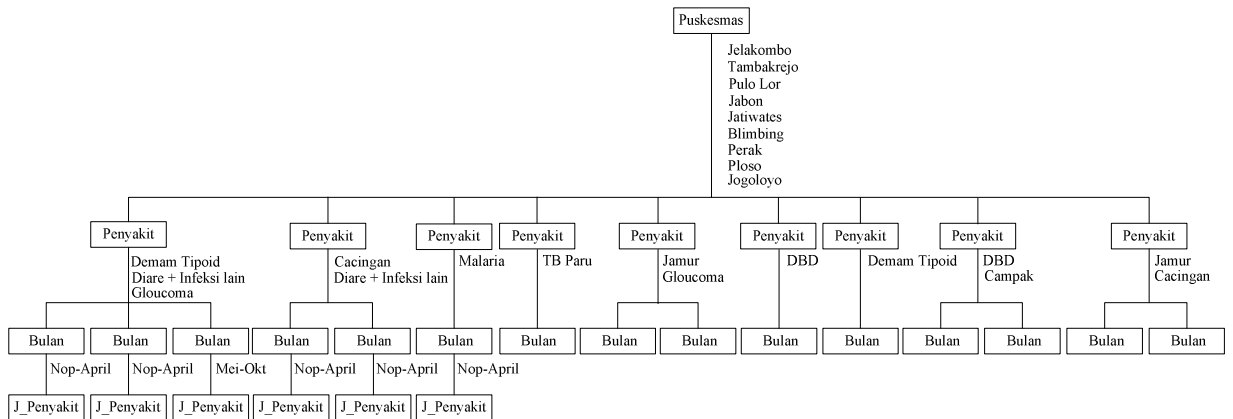 Puskesmas
Jelakombo
Tambakrejo
Pulo Lor
Jabon
Jatiwates
Blimbing
Perak
Ploso
Jogoloyo
Penyakit Penyakit Penyakit Penyakit Penyakit Penyakit Penyakit Penyakit Penyakit
Demam Tipoid
Diare + Infeksi lain
Gloucoma
Cacingan
Diare + Infeksi lain
Malaria
TB Paru
Jamur
Gloucoma
DBD
Demam Tipoid
DBD
Campak
Jamur
Cacingan
Bulan Bulan Bulan Bulan Bulan Bulan Bulan Bulan Bulan Bulan Bulan Bulan Bulan Bulan Bulan
Nop-April Nop-April Mei-Okt Nop-April Nop-April Nop-April
J_Penyakit J_Penyakit J_Penyakit J_Penyakit J_Penyakit J_Penyakit